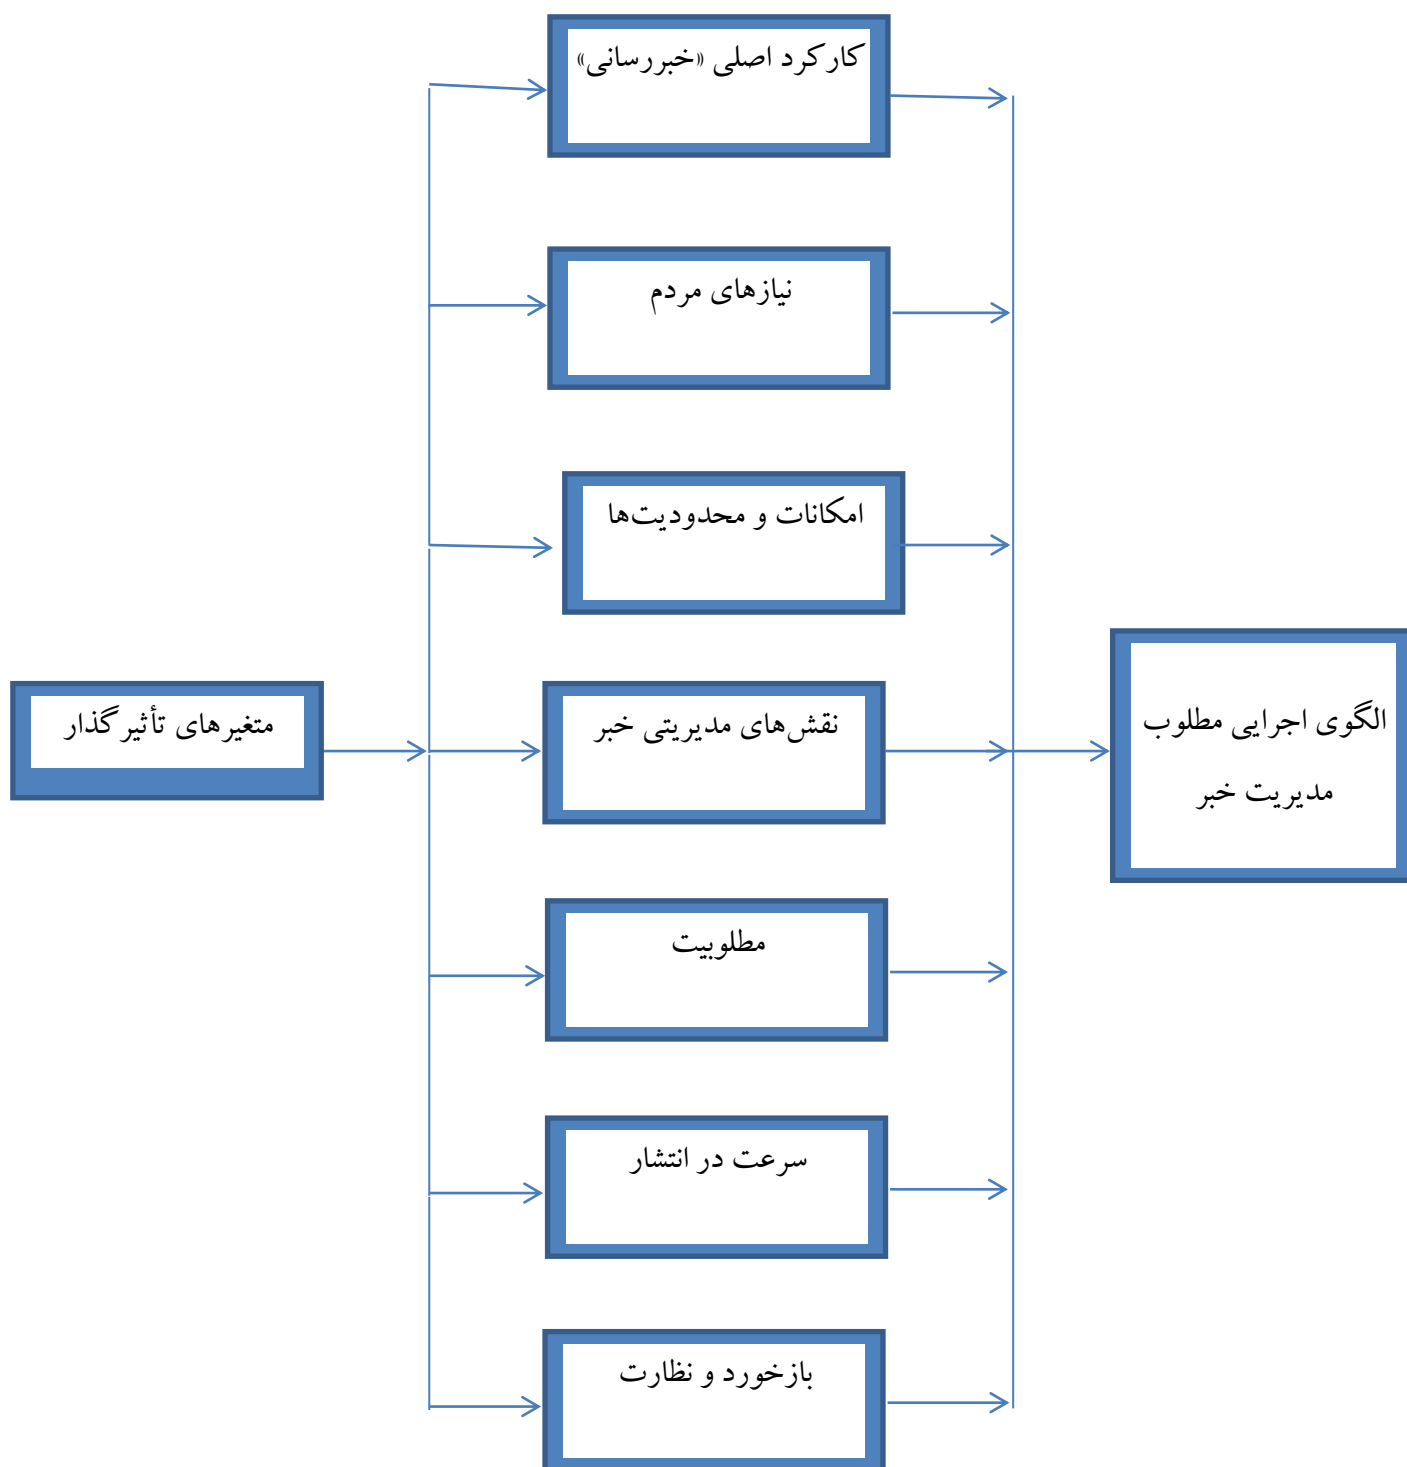 کارکرد اصلی «خبررسانی»
نیازهای مردم
امکانات و محدودیت‌ها
متغیرهای تأثیرگذار
نقش‌های مدیریتی خبر
الگوی اجرایی مطلوب
مدیریت خبر
مطلوبیت
سرعت در انتشار
بازخورد و نظارت